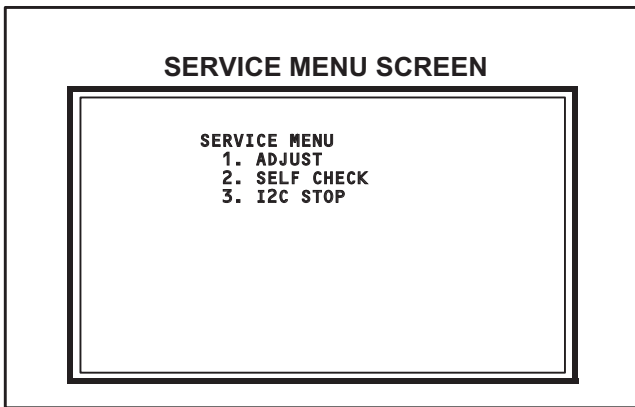 SERVICE MENU SCREEN
SERVICE MENU
1. ADJUST
2. SELF CHECK
3. I2C STOP